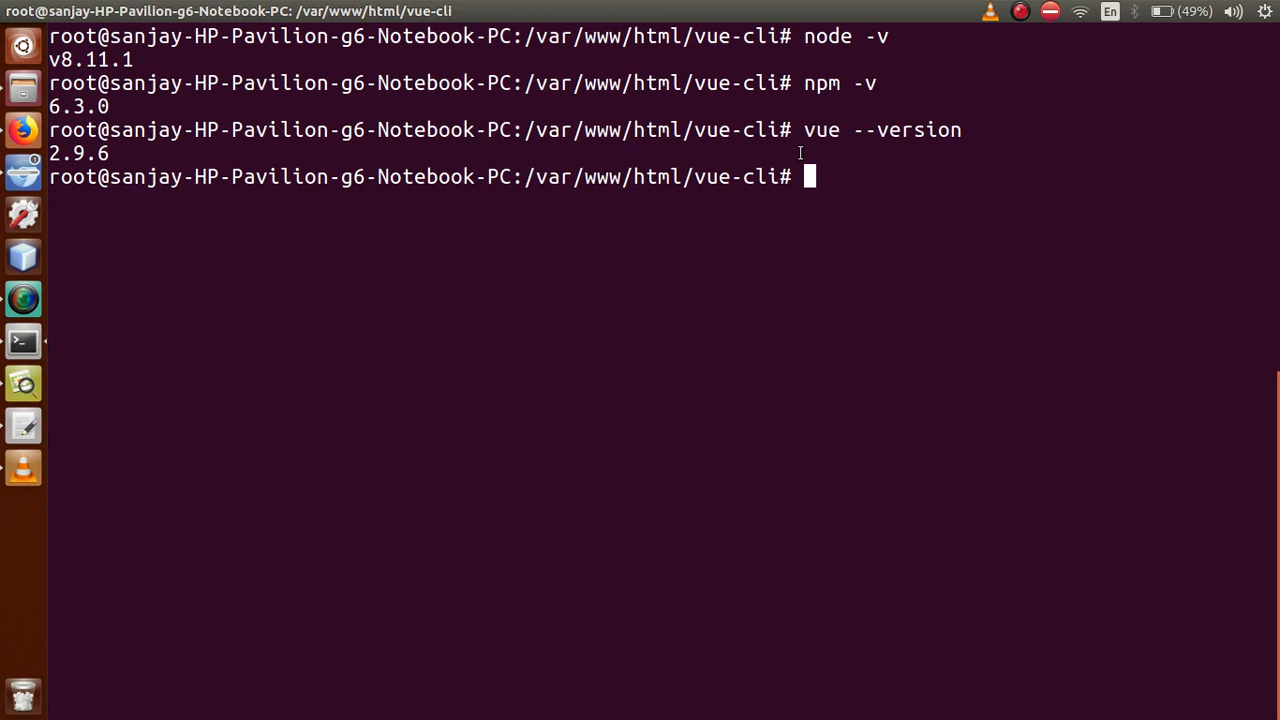 root@sanjay-HP-Pavilion-g6-Notebook-PC: /var/www/html/vue-cli
En
(49%)
root@sanjay-HP-Pavilion-g6-Notebook-PC:/var/www/html/vue-cli# node -v
v8.11.1
root@sanjay-HP-Pavilion-g6-Notebook-PC:/var/www/html/vue-cli# npm -v
6.3.0
root@sanjay-HP-Pavilion-g6-Notebook-PC:/var/www/html/vue-cli# vue --version
2.9.6
root@sanjay-HP-Pavilion-g6-Notebook-PC:/var/www/html/vue-cli#